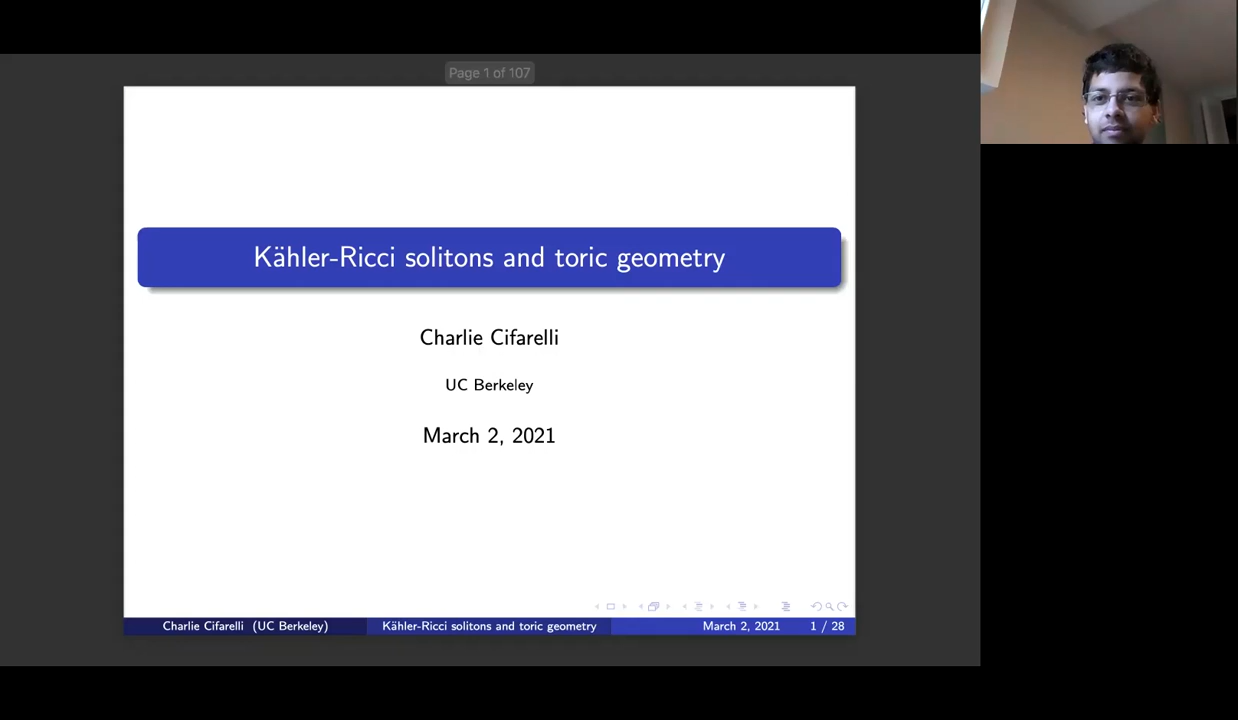 Page 1 of 107
Kähler-Ricci solitons and toric geometry
Charlie Cifarelli
UC Berkeley
March 2, 2021
Charlie Cifarelli (UC Berkeley) Kähler-Ricci solitons and toric geometry March 2, 2021 1 / 28